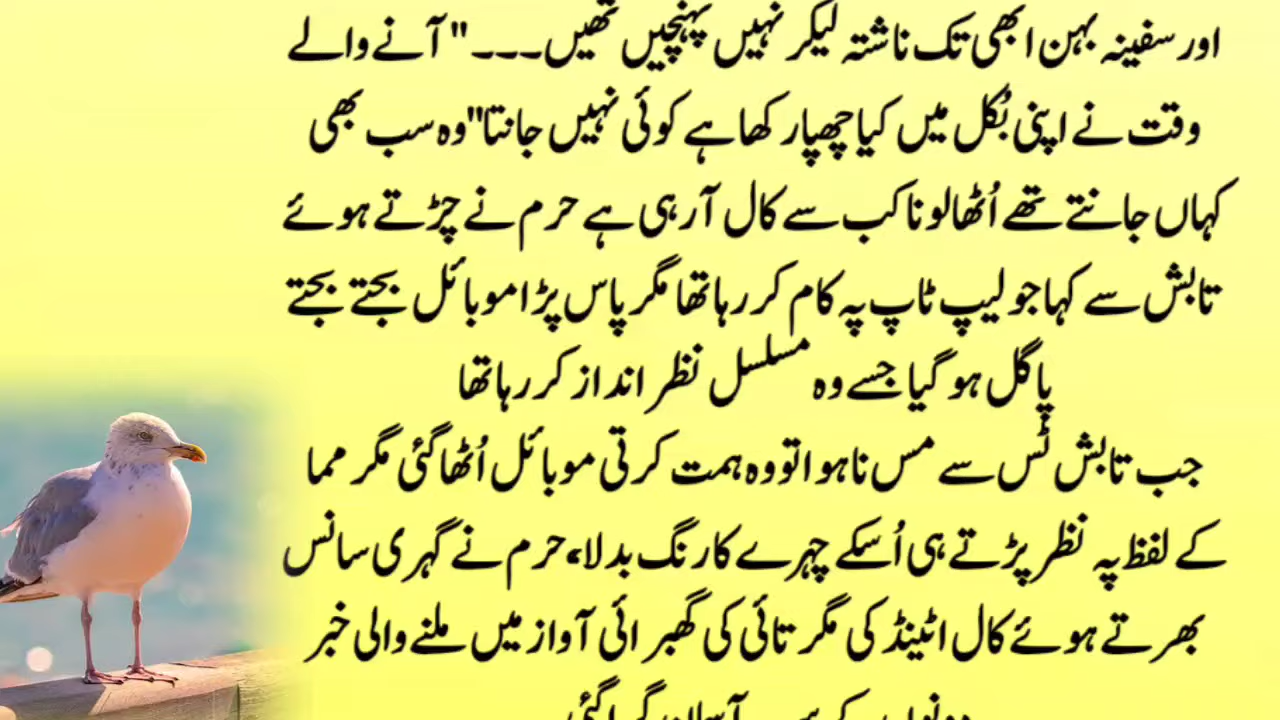 اور سفینہ بہن ابھی تک ناشتہ لیکر نہیں پہنچیں تھیں۔۔۔" آنے والے
وقت نے اپنی بُکل میں کیا چھپا رکھا ہے کوئی نہیں جانتا"وہ سب بھی
کہاں جانتے تھے اُٹھا لو نا کب سے کال آرہی ہے حرم نے چڑتے ہوئے
تابش سے کہا جو لیپ ٹاپ پہ کام کر رہا تھا مگر پاس پڑا موبائل بجتے بجتے
پاگل ہو گیا جسے وہ مسلسل نظر انداز کر رہا تھا
جب تابش ٹس سے مس نا ہوا تو وہ ہمت کرتی موبائل اُٹھا گئی مگر مما
کے لفظ پہ نظر پڑتے ہی اُسکے چہرے کا رنگ بدلا، حرم نے گہری سانس
بھرتے ہوئے کال اٹینڈ کی مگر تائی کی گھبرائی آواز میں ملنے والی خبر